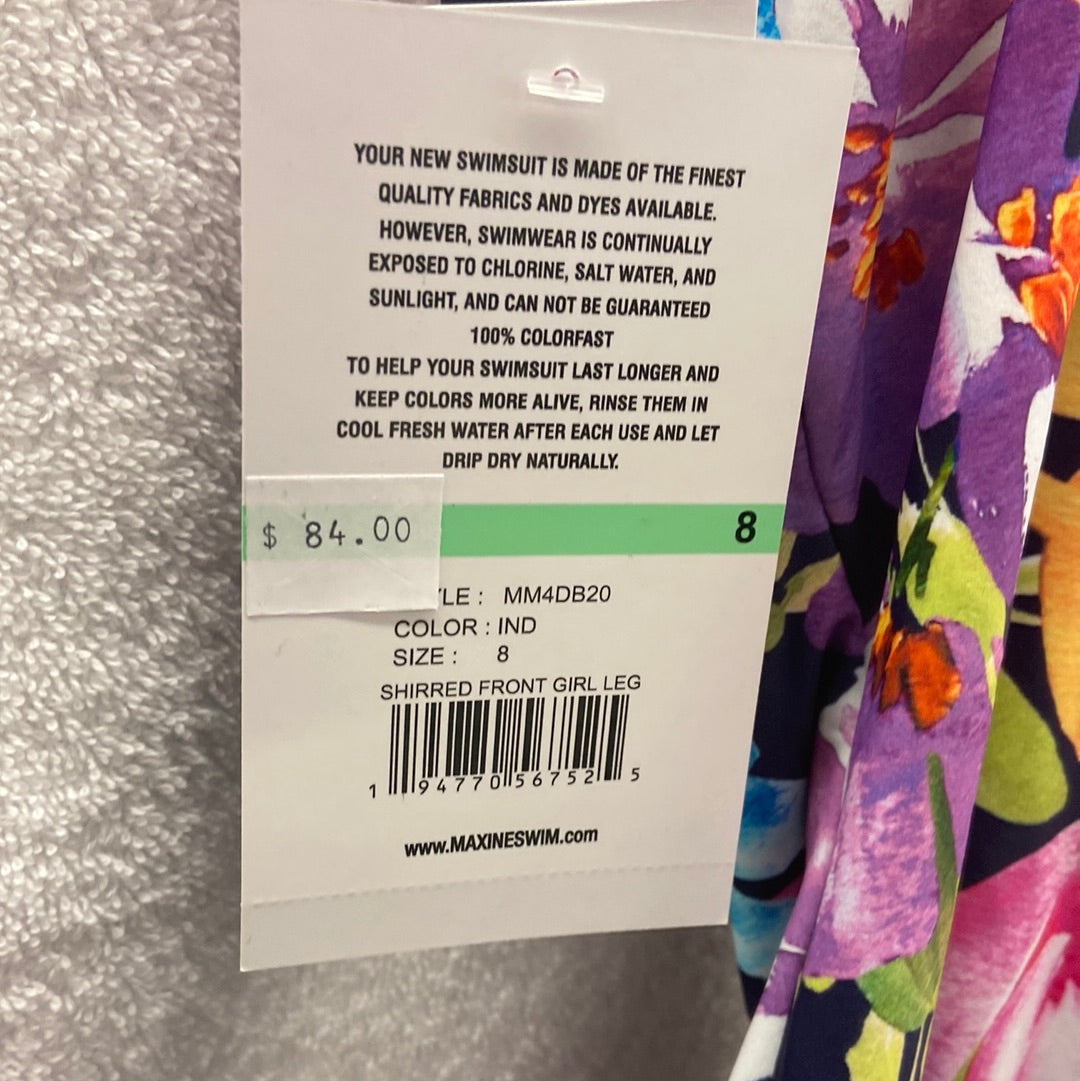 YOUR NEW SWIMSUIT IS MADE OF THE FINEST
QUALITY FABRICS AND DYES AVAILABLE.
HOWEVER, SWIMWEAR IS CONTINUALLY
EXPOSED TO CHLORINE, SALT WATER, AND
SUNLIGHT, AND CAN NOT BE GUARANTEED
100% COLORFAST
TO HELP YOUR SWIMSUIT LAST LONGER AND
KEEP COLORS MORE ALIVE, RINSE THEM IN
COOL FRESH WATER AFTER EACH USE AND LET
DRIP DRY NATURALLY.
$ 84.00 8
LE : MM4DB20
COLOR : IND
SIZE : 8
SHIRRED FRONT GIRL LEG
1 94770 56752 5
www.MAXINESWIM.com